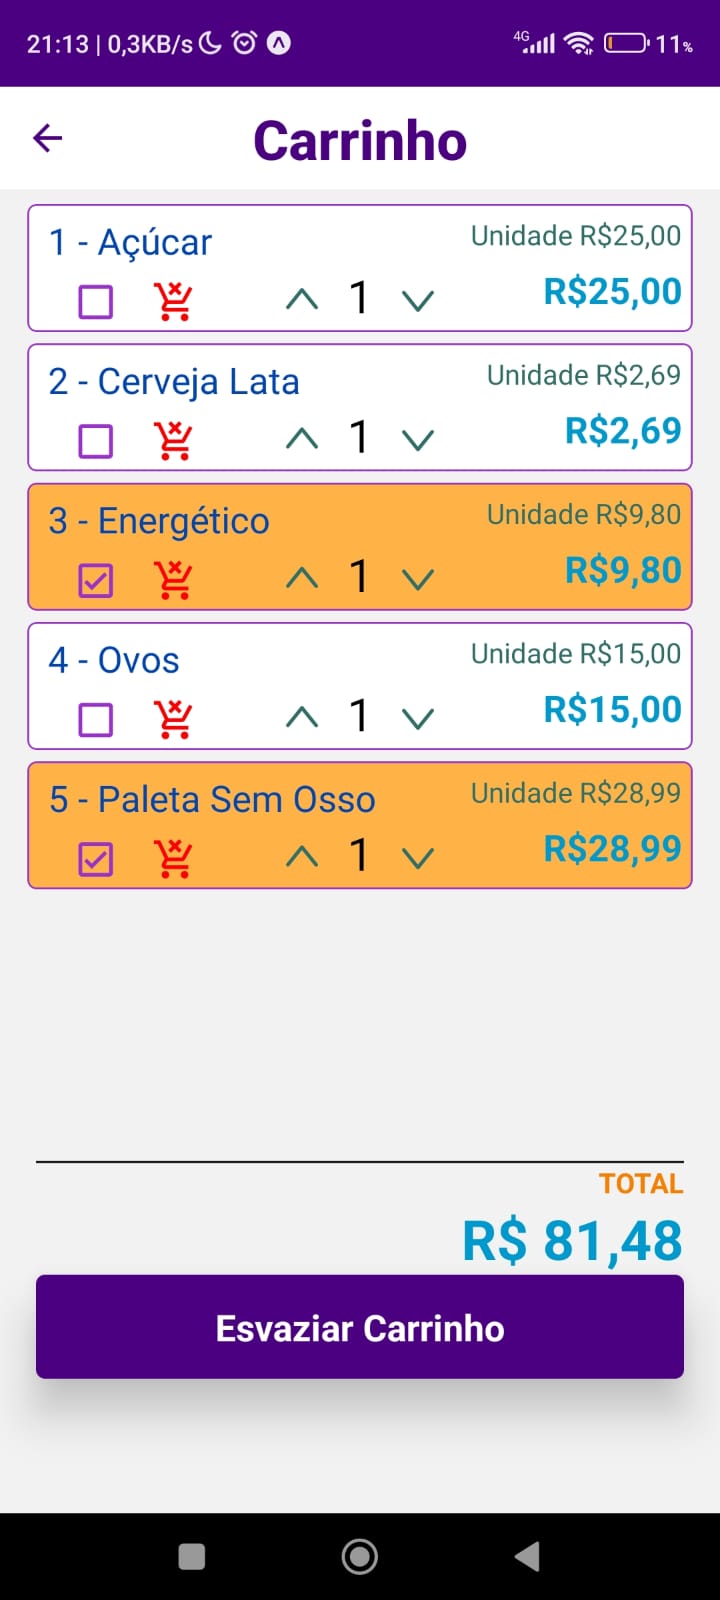 21:13 | 0,3KB/s 4G 11%
Carrinho
1 - Açúcar Unidade R$25,00
1 R$25,00
2 - Cerveja Lata Unidade R$2,69
1 R$2,69
3 - Energético Unidade R$9,80
1 R$9,80
4 - Ovos Unidade R$15,00
1 R$15,00
5 - Paleta Sem Osso Unidade R$28,99
1 R$28,99
TOTAL
R$ 81,48
Esvaziar Carrinho